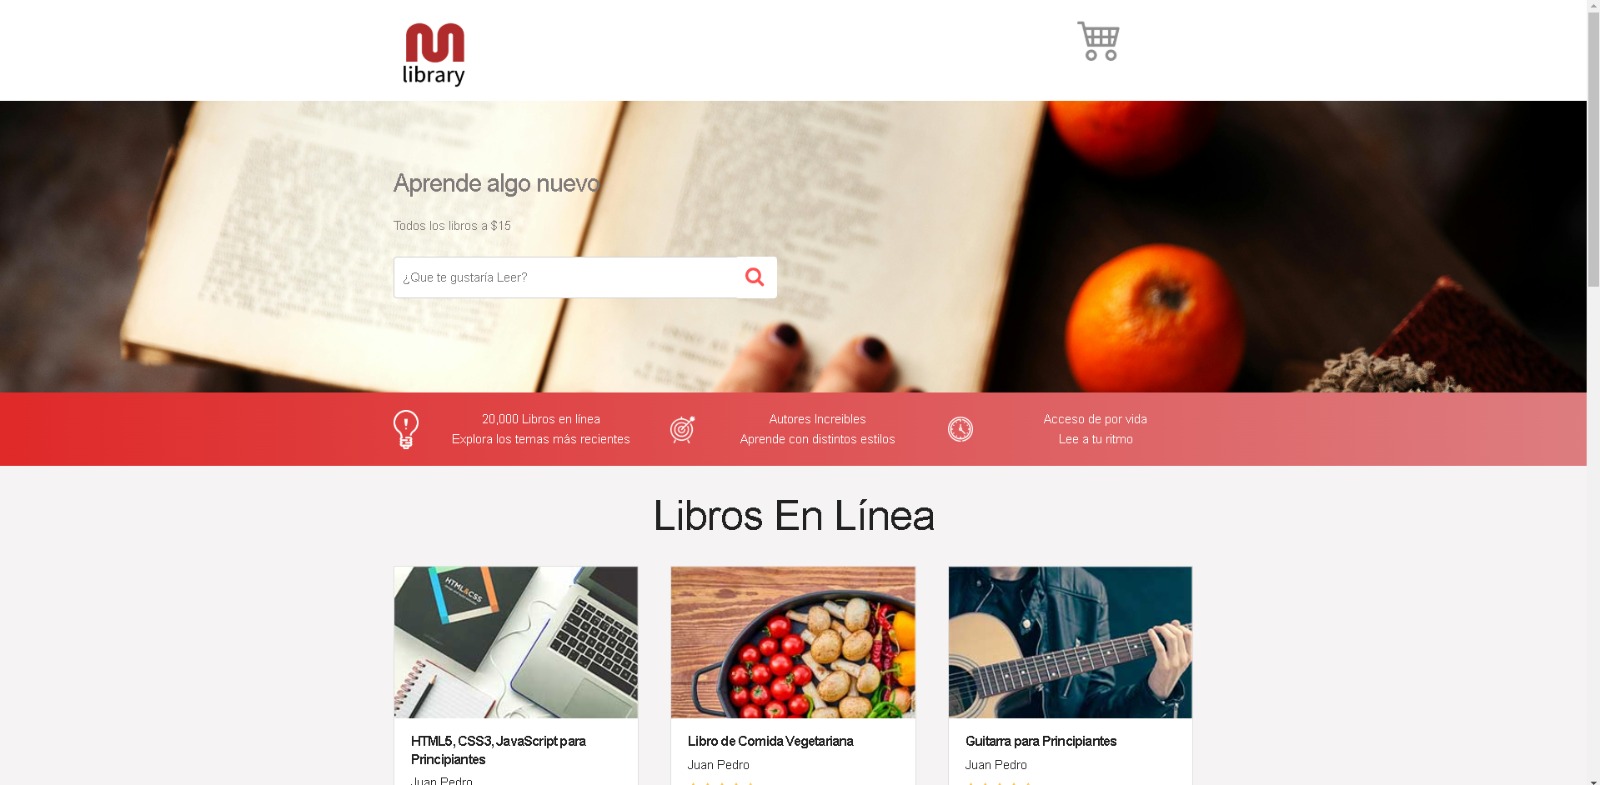 library
Aprende algo nuevo
Todos los libros a $15
¿Que te gustaría Leer?
20,000 Libros en línea
Explora los temas más recientes
Autores Increibles
Aprende con distintos estilos
Acceso de por vida
Lee a tu ritmo
Libros En Línea
HTML&CSS
HTML5, CSS3, JavaScript para
Principiantes
Juan Pedro
Libro de Comida Vegetariana
Juan Pedro
Guitarra para Principiantes
Juan Pedro